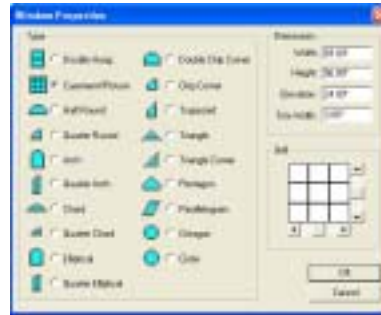 Window Properties
Type
Double Hung
Casement/Picture
Half Round
Quarter Round
Arch
Quarter Arch
Chord
Quarter Chord
Elliptical
Quarter Elliptical
Double Clip Corner
Clip Corner
Trapezoid
Triangle
Triangle Corner
Pentagon
Parallelogram
Octagon
Circle
Dimensions
Width:
Height:
Elevation:
Grill
OK
Cancel